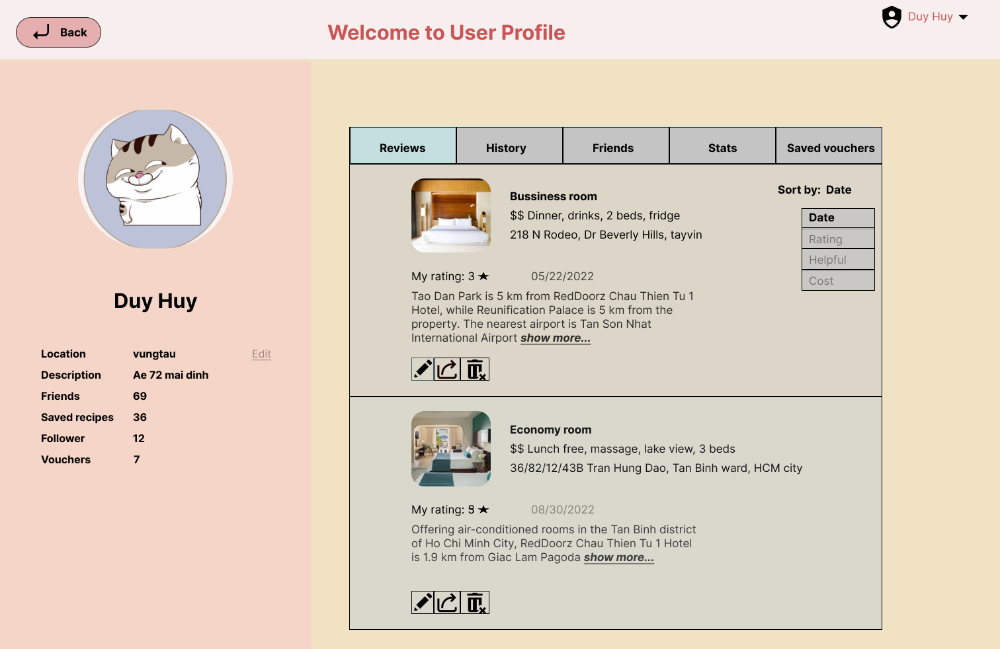 Back
Welcome to User Profile
Duy Huy
Duy Huy
Location vungtau Edit
Description Ae 72 mai dinh
Friends 69
Saved recipes 36
Follower 12
Vouchers 7
Reviews History Friends Stats Saved vouchers
Sort by: Date
Date
Rating
Helpful
Cost
Bussiness room
$$ Dinner, drinks, 2 beds, fridge
218 N Rodeo, Dr Beverly Hills, tayvin
My rating: 3 ★ 05/22/2022
Tao Dan Park is 5 km from RedDoorz Chau Thien Tu 1
Hotel, while Reunification Palace is 5 km from the
property. The nearest airport is Tan Son Nhat
International Airport show more...
Economy room
$$ Lunch free, massage, lake view, 3 beds
36/82/12/43B Tran Hung Dao, Tan Binh ward, HCM city
My rating: ★ 08/30/2022
Offering air-conditioned rooms in the Tan Binh district
of Ho Chi Minh City, RedDoorz Chau Thien Tu 1 Hotel
is 1.9 km from Giac Lam Pagoda show more...